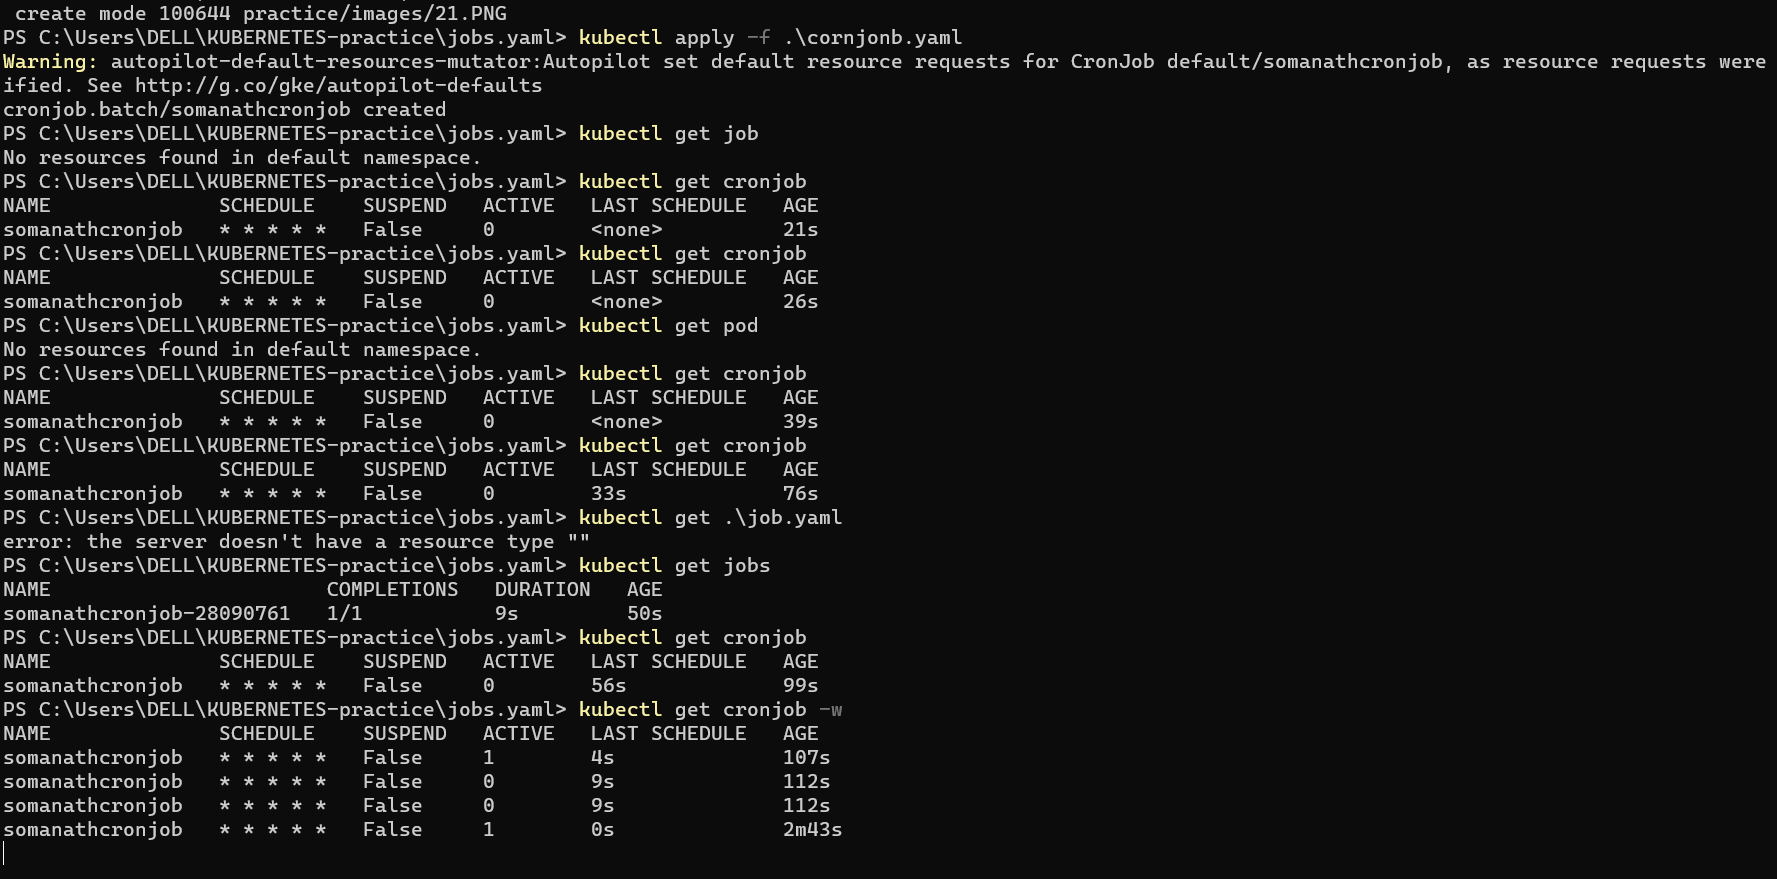 create mode 100644 practice/images/21.PNG
PS C:\Users\DELL\KUBERNETES-practice\jobs.yaml> kubectl apply -f .\cornjonb.yaml
Warning: autopilot-default-resources-mutator:Autopilot set default resource requests for CronJob default/somanathcronjob, as resource requests were
ified. See http://g.co/gke/autopilot-defaults
cronjob.batch/somanathcronjob created
PS C:\Users\DELL\KUBERNETES-practice\jobs.yaml> kubectl get job
No resources found in default namespace.
PS C:\Users\DELL\KUBERNETES-practice\jobs.yaml> kubectl get cronjob
NAME              SCHEDULE    SUSPEND   ACTIVE   LAST SCHEDULE   AGE
somanathcronjob   * * * * *   False     0        <none>          21s
PS C:\Users\DELL\KUBERNETES-practice\jobs.yaml> kubectl get cronjob
NAME              SCHEDULE    SUSPEND   ACTIVE   LAST SCHEDULE   AGE
somanathcronjob   * * * * *   False     0        <none>          26s
PS C:\Users\DELL\KUBERNETES-practice\jobs.yaml> kubectl get pod
No resources found in default namespace.
PS C:\Users\DELL\KUBERNETES-practice\jobs.yaml> kubectl get cronjob
NAME              SCHEDULE    SUSPEND   ACTIVE   LAST SCHEDULE   AGE
somanathcronjob   * * * * *   False     0        <none>          39s
PS C:\Users\DELL\KUBERNETES-practice\jobs.yaml> kubectl get cronjob
NAME              SCHEDULE    SUSPEND   ACTIVE   LAST SCHEDULE   AGE
somanathcronjob   * * * * *   False     0        33s             76s
PS C:\Users\DELL\KUBERNETES-practice\jobs.yaml> kubectl get .\job.yaml
error: the server doesn't have a resource type ""
PS C:\Users\DELL\KUBERNETES-practice\jobs.yaml> kubectl get jobs
NAME                       COMPLETIONS   DURATION   AGE
somanathcronjob-28090761   1/1           9s         50s
PS C:\Users\DELL\KUBERNETES-practice\jobs.yaml> kubectl get cronjob
NAME              SCHEDULE    SUSPEND   ACTIVE   LAST SCHEDULE   AGE
somanathcronjob   * * * * *   False     0        56s             99s
PS C:\Users\DELL\KUBERNETES-practice\jobs.yaml> kubectl get cronjob -w
NAME              SCHEDULE    SUSPEND   ACTIVE   LAST SCHEDULE   AGE
somanathcronjob   * * * * *   False     1        4s              107s
somanathcronjob   * * * * *   False     0        9s              112s
somanathcronjob   * * * * *   False     0        9s              112s
somanathcronjob   * * * * *   False     1        0s              2m43s